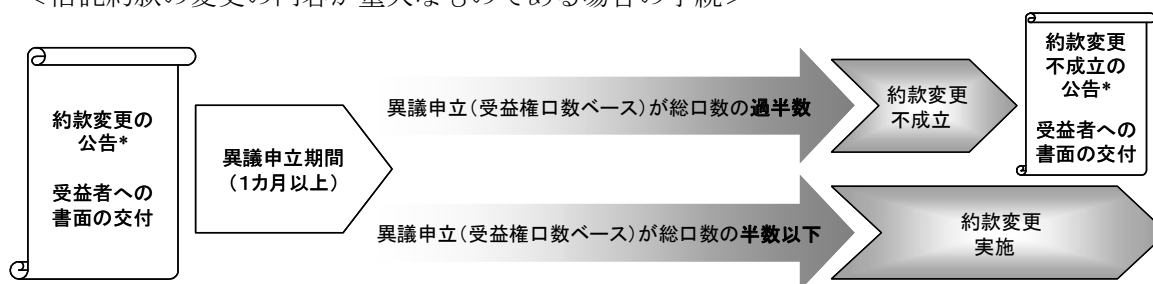 <信託約款の変更の内容が重大なものである場合の手続>
約款変更の
公告*
受益者への
書面の交付
異議申立期間
(1カ月以上)
異議申立(受益権口数ベース)が総口数の過半数
約款変更
不成立
約款変更
不成立の
公告*
受益者への
書面の交付
異議申立(受益権口数ベース)が総口数の半数以下
約款変更
実施